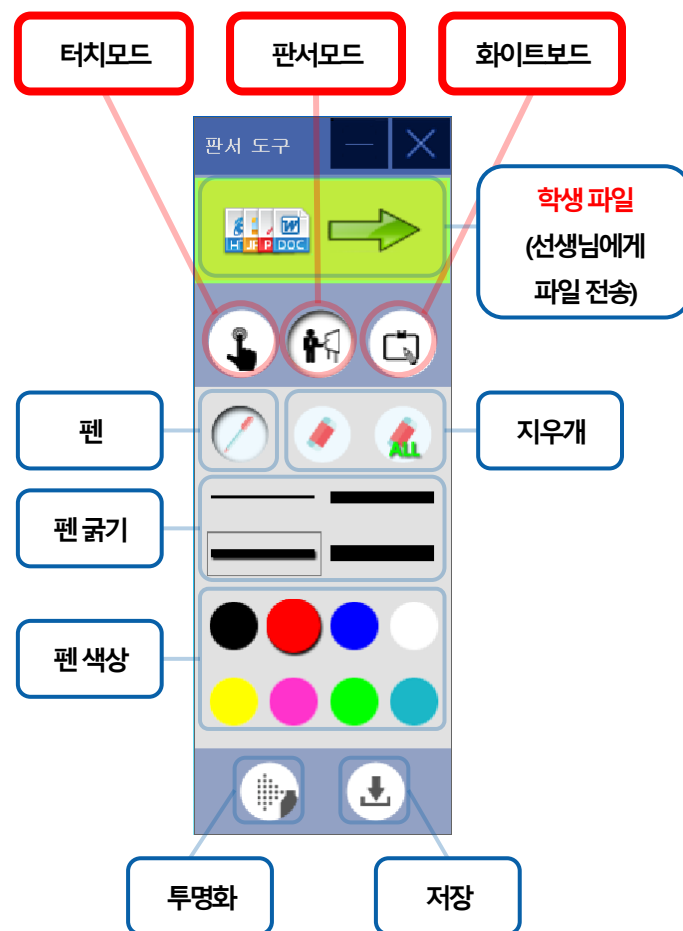 터치모드
판서모드
화이트보드
판서 도구
학생 파일
(선생님에게
파일 전송)
DOC
펜
지우개
ALL
펜 굵기
펜 색상
투명화
저장